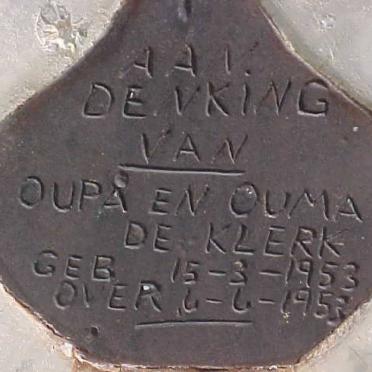 AAN
DENKING
VAN
OUPA EN OUMA
DE KLERK
GEB 15-3-1953
OVER 6-6-1953